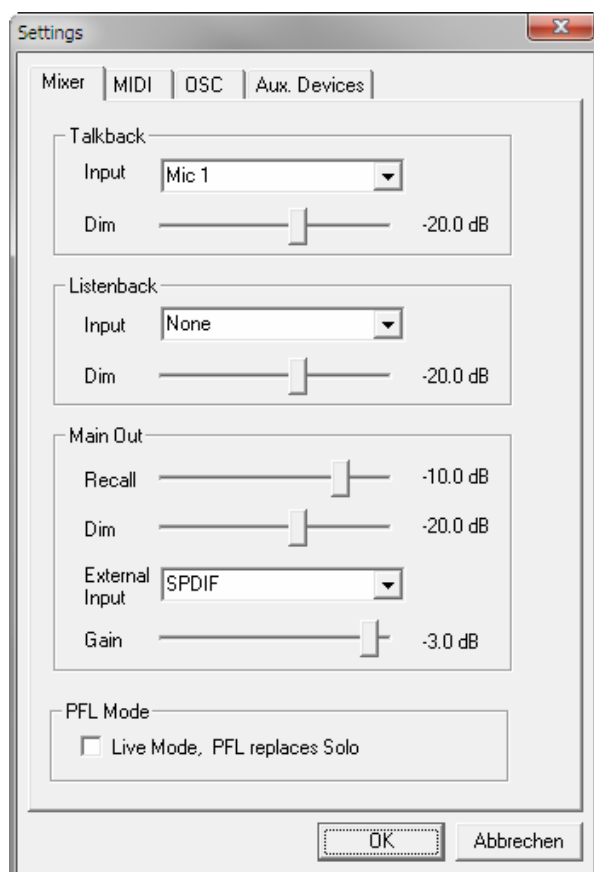 Settings
Mixer MIDI OSC Aux. Devices
Talkback
Input Mic 1
Dim -20.0 dB
Listenback
Input None
Dim -20.0 dB
Main Out
Recall -10.0 dB
Dim -20.0 dB
External Input SPDIF
Gain -3.0 dB
PFL Mode
Live Mode, PFL replaces Solo
OK Abbrechen